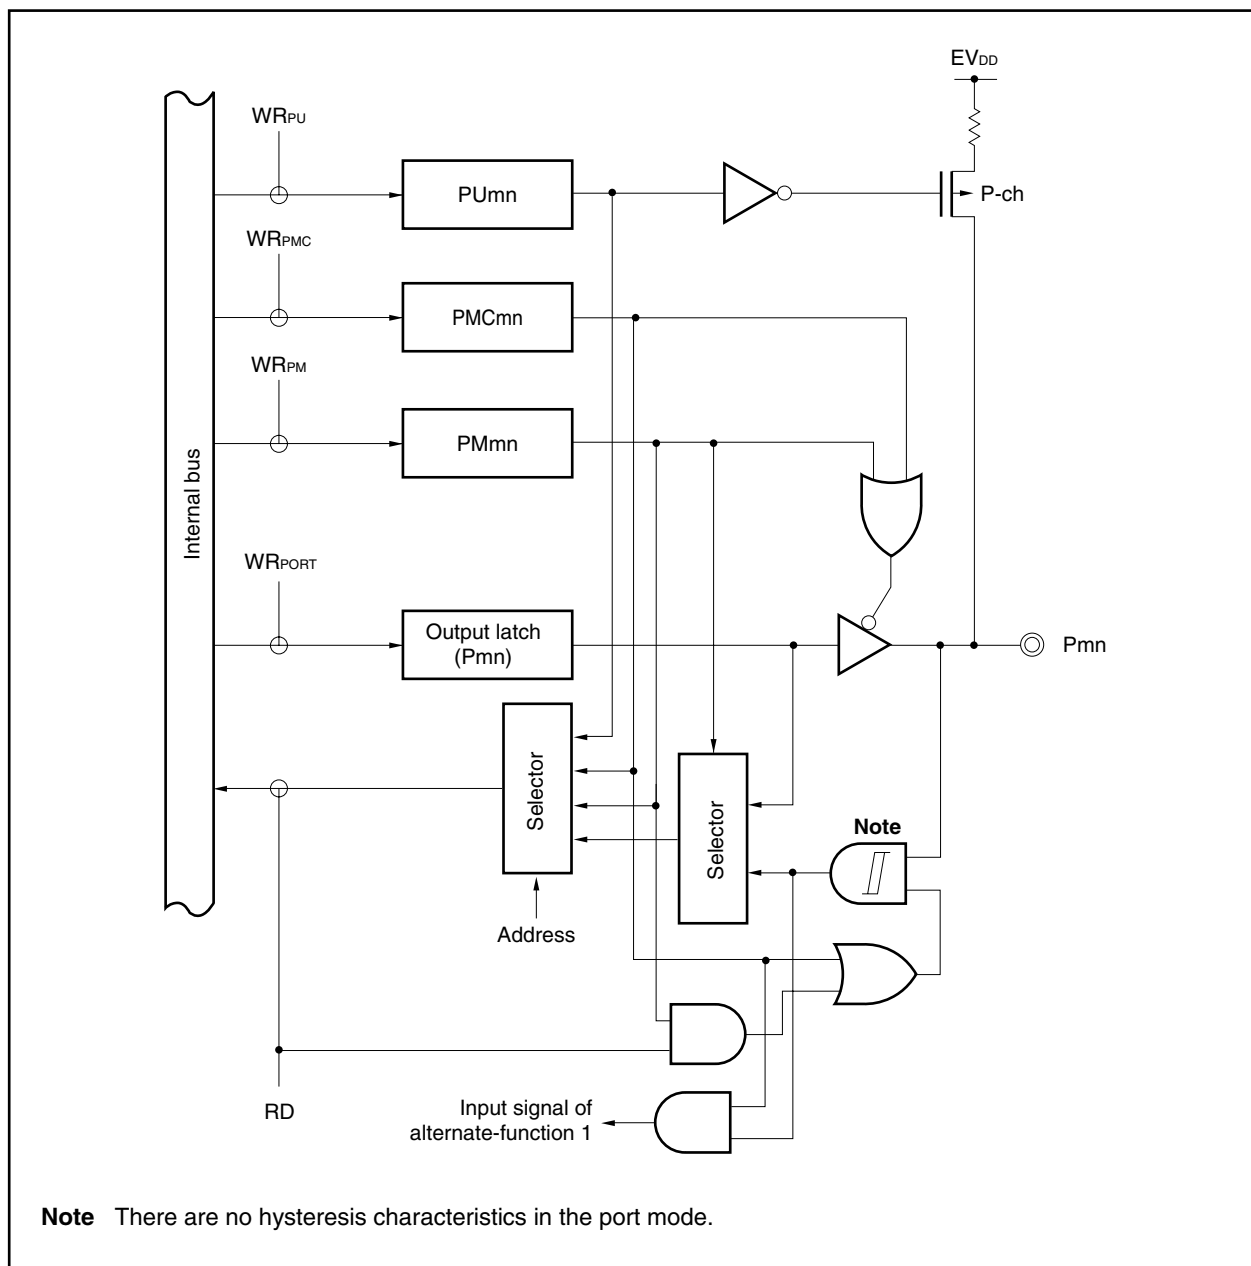 EVDD
WRPU
PUmn
P-ch
WRPMC
PMCmn
WRPM
PMmn
Internal bus
WRPORT
Output latch
(Pmn)
Pmn
Selector
Selector
Note
Address
RD
Input signal of
alternate-function 1
Note There are no hysteresis characteristics in the port mode.